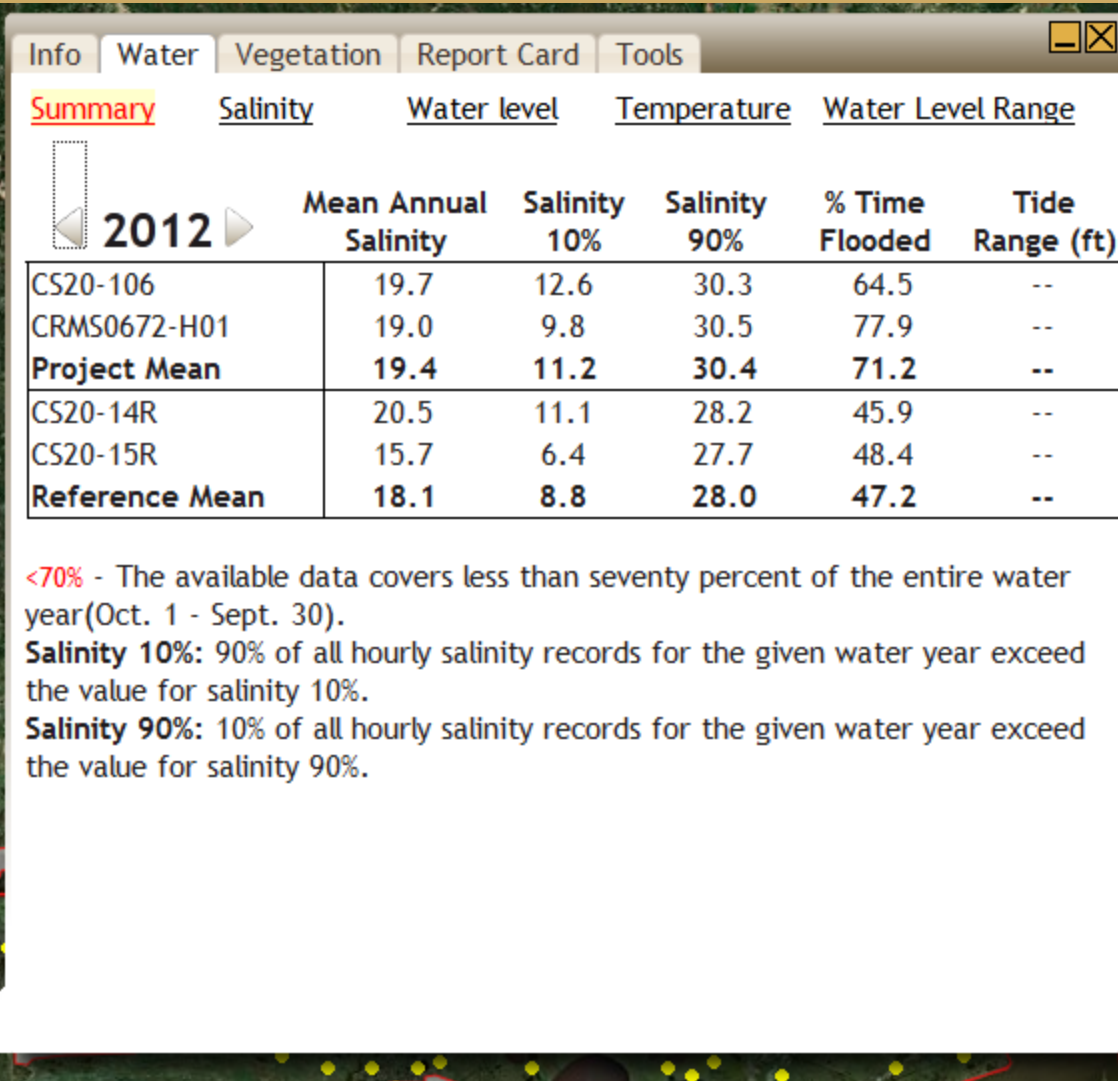 Info Water Vegetation Report Card Tools
Summary Salinity Water level Temperature Water Level Range
2012 Mean Annual Salinity Salinity 10% Salinity 90% % Time Flooded Tide Range (ft)
CS20-106 19.7 12.6 30.3 64.5 --
CRMS0672-H01 19.0 9.8 30.5 77.9 --
Project Mean 19.4 11.2 30.4 71.2 --
CS20-14R 20.5 11.1 28.2 45.9 --
CS20-15R 15.7 6.4 27.7 48.4 --
Reference Mean 18.1 8.8 28.0 47.2 --
<70% - The available data covers less than seventy percent of the entire water
year(Oct. 1 - Sept. 30).
Salinity 10%: 90% of all hourly salinity records for the given water year exceed
the value for salinity 10%.
Salinity 90%: 10% of all hourly salinity records for the given water year exceed
the value for salinity 90%.